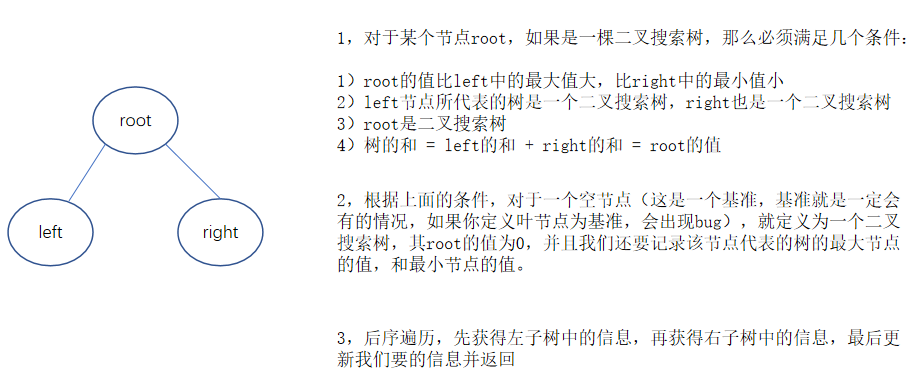 root
left
right
1，对于某个节点root，如果是一棵二叉搜索树，那么必须满足几个条件：
1）root的值比left中的最大值大，比right中的最小值小
2）left节点所代表的树是一个二叉搜索树，right也是一个二叉搜索树
3）root是二叉搜索树
4）树的和 = left的和 + right的和 = root的值
2，根据上面的条件，对于一个空节点（这是一个基准，基准就是一定会
有的情况，如果你定义叶节点为基准，会出现bug），就定义为一个二叉
搜索树，其root的值为0，并且我们还要记录该节点代表的树的最大节点
的值，和最小节点的值。
3，后序遍历，先获得左子树中的信息，再获得右子树中的信息，最后更
新我们要的信息并返回